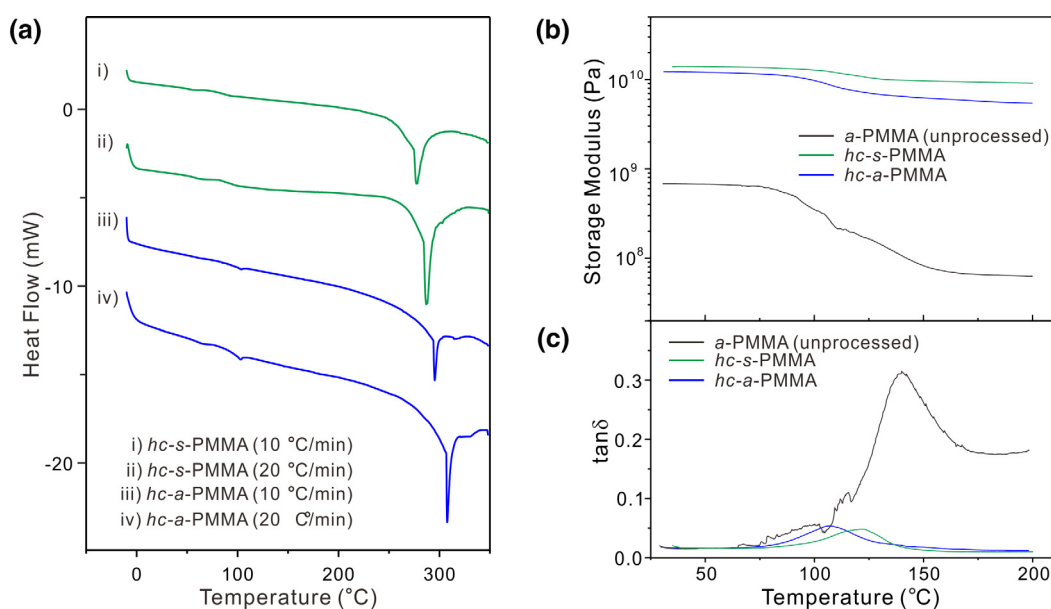 (a)
i)
ii)
iii)
iv)
0
-10
-20
Heat Flow (mW)
i) hc-s-PMMA (10 °C/min)
ii) hc-s-PMMA (20 °C/min)
iii) hc-a-PMMA (10 °C/min)
iv) hc-a-PMMA (20 C°/min)
0 100 200 300
Temperature (°C)
(b)
10¹⁰
10⁹
10⁸
Storage Modulus (Pa)
a-PMMA (unprocessed)
hc-s-PMMA
hc-a-PMMA
(c)
a-PMMA (unprocessed)
hc-s-PMMA
hc-a-PMMA
0.3
0.2
0.1
0.0
tanδ
50 100 150 200
Temperature (°C)